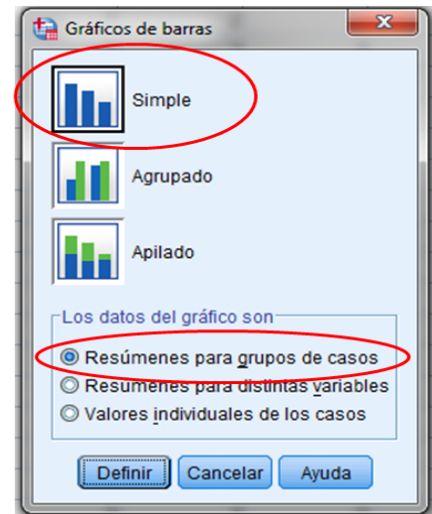 Gráficos de barras
Simple
Agrupado
Apilado
Los datos del gráfico son
Resúmenes para grupos de casos
Resúmenes para distintas variables
Valores individuales de los casos
Definir Cancelar Ayuda